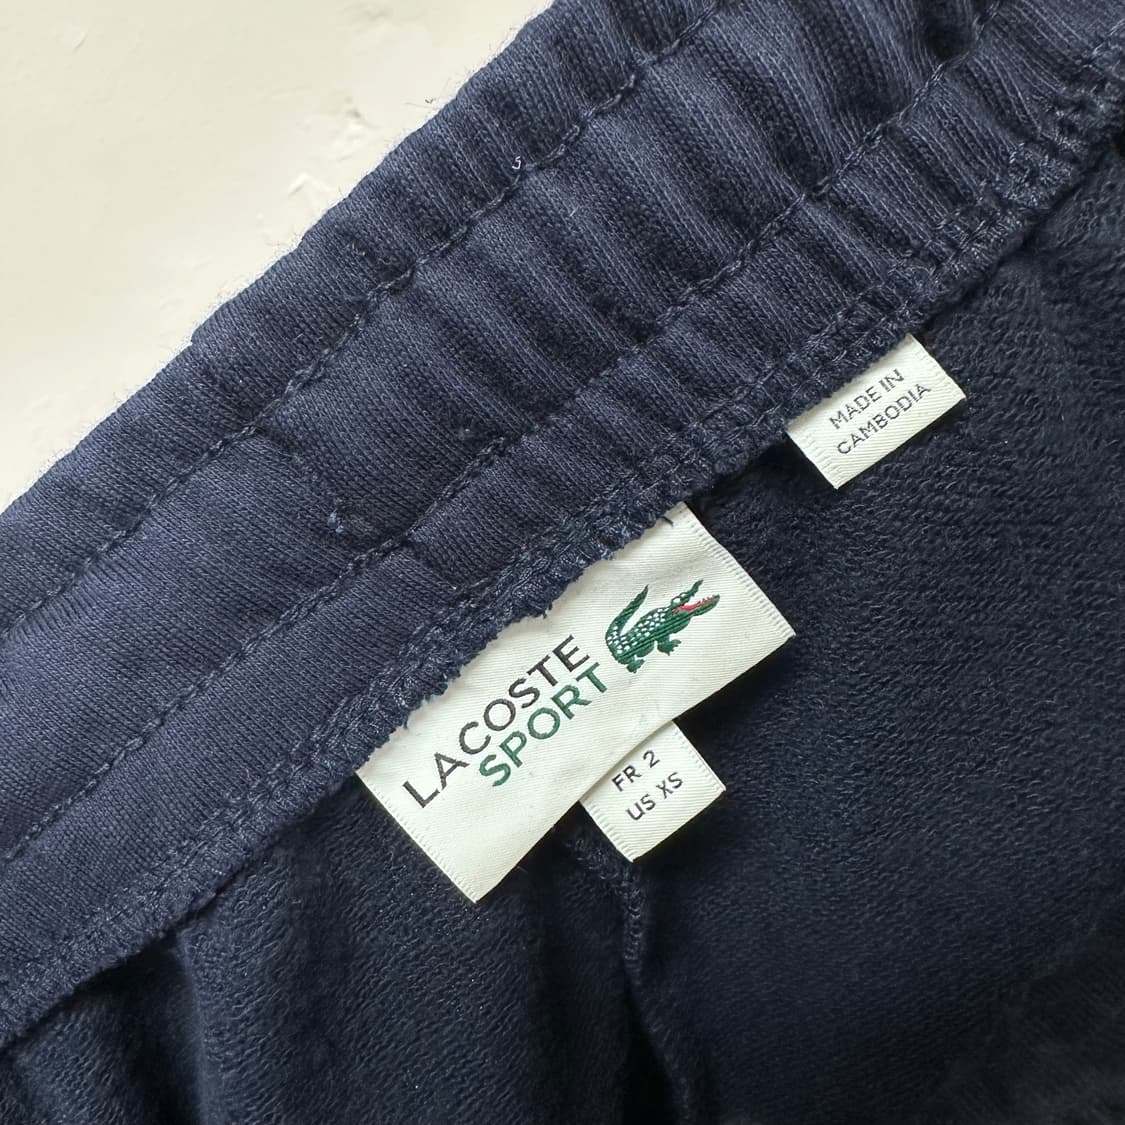 MADE IN
CAMBODIA
LACOSTE
SPORT
FR 2
US XS